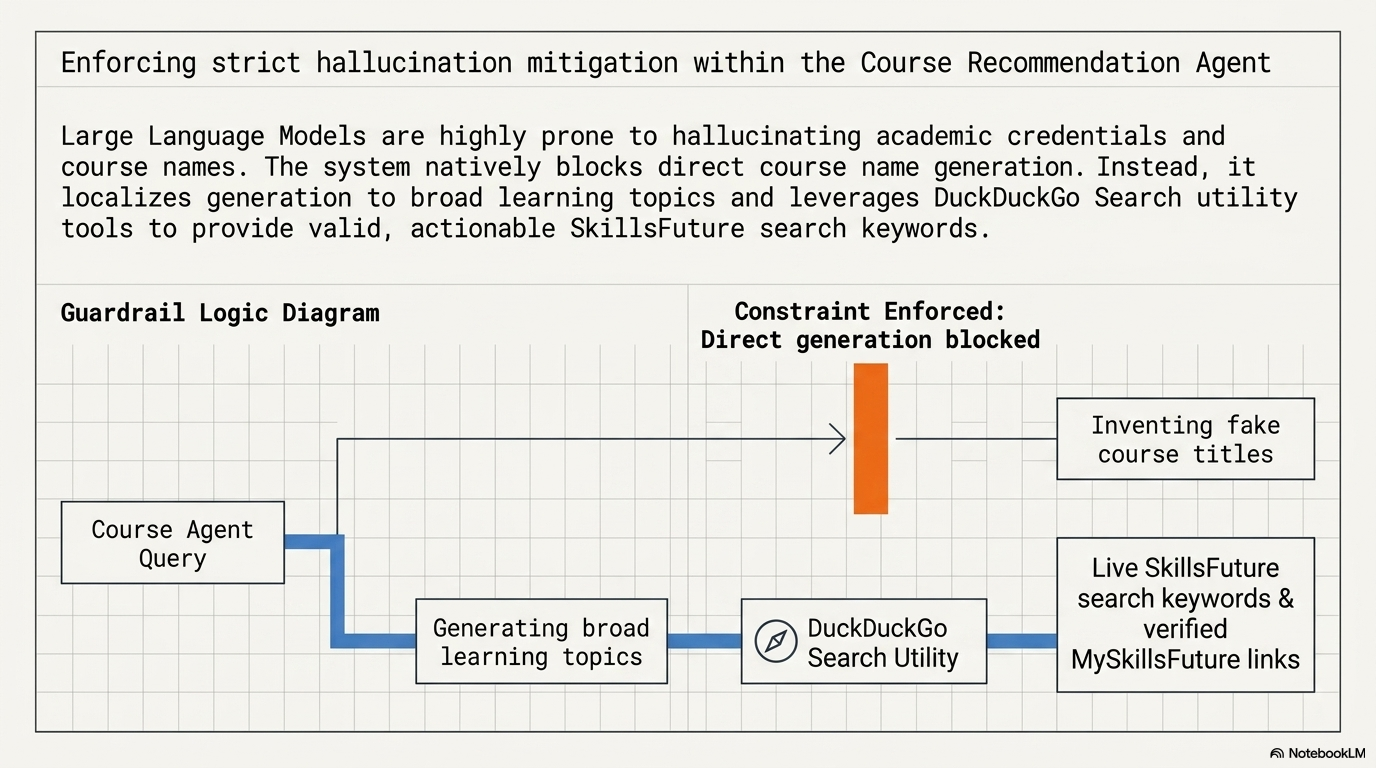 Enforcing strict hallucination mitigation within the Course Recommendation Agent
Large Language Models are highly prone to hallucinating academic credentials and
course names. The system natively blocks direct course name generation. Instead, it
localizes generation to broad learning topics and leverages DuckDuckGo Search utility
tools to provide valid, actionable SkillsFuture search keywords.
Guardrail Logic Diagram
Constraint Enforced:
Direct generation blocked
Inventing fake
course titles
Course Agent
Query
Generating broad
learning topics
DuckDuckGo
Search Utility
Live SkillsFuture
search keywords &
verified
MySkillsFuture links
NotebookLM